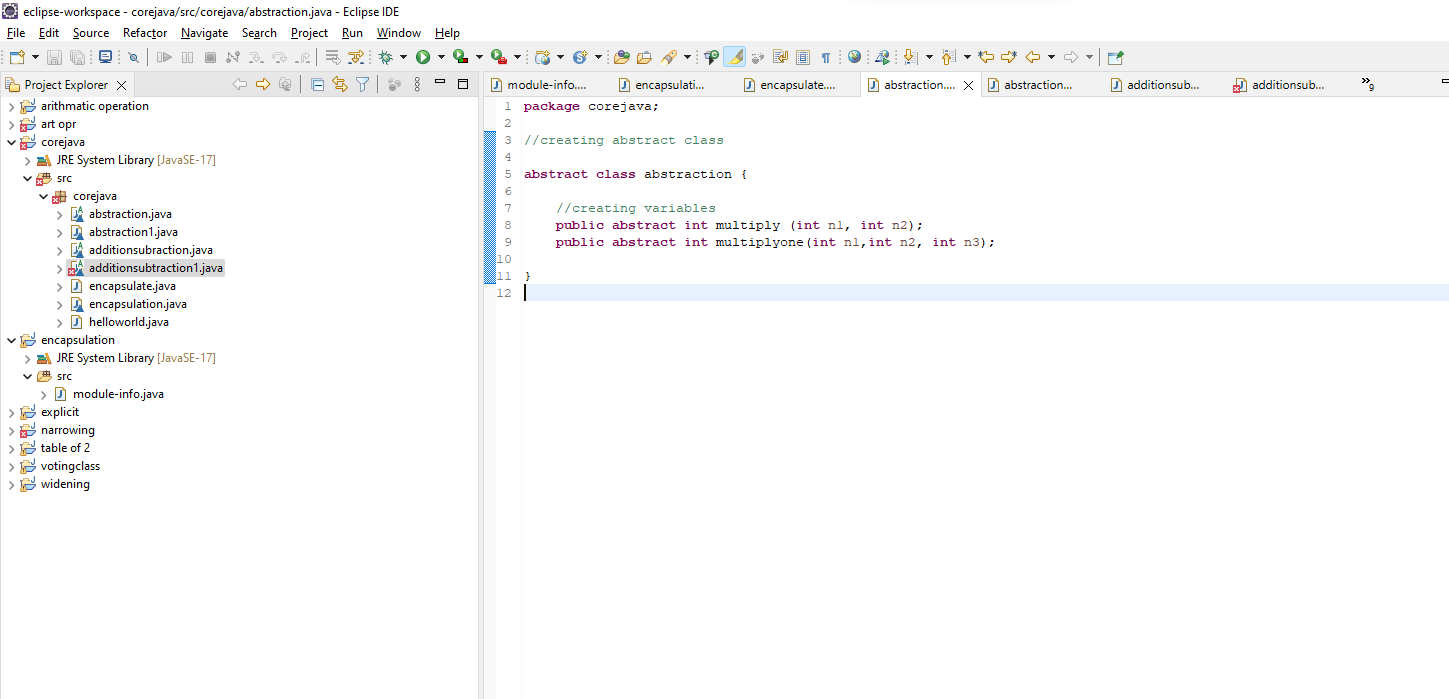 eclipse-workspace - corejava/src/corejava/abstraction.java - Eclipse IDE
File Edit Source Refactor Navigate Search Project Run Window Help
Project Explorer
arithmatic operation
art opr
corejava
JRE System Library [JavaSE-17]
src
corejava
abstraction.java
abstraction1.java
additionsubraction.java
additionsubtraction1.java
encapsulate.java
encapsulation.java
helloworld.java
encapsulation
JRE System Library [JavaSE-17]
src
module-info.java
explicit
narrowing
table of 2
votingclass
widening
module-info.... encapsulati... encapsulate.... abstraction.... abstraction... additionsub... additionsub... »9
1 package corejava;
2
3 //creating abstract class
4
5 abstract class abstraction {
6
7 //creating variables
8 public abstract int multiply (int n1, int n2);
9 public abstract int multiplyone(int n1,int n2, int n3);
10
11 }
12